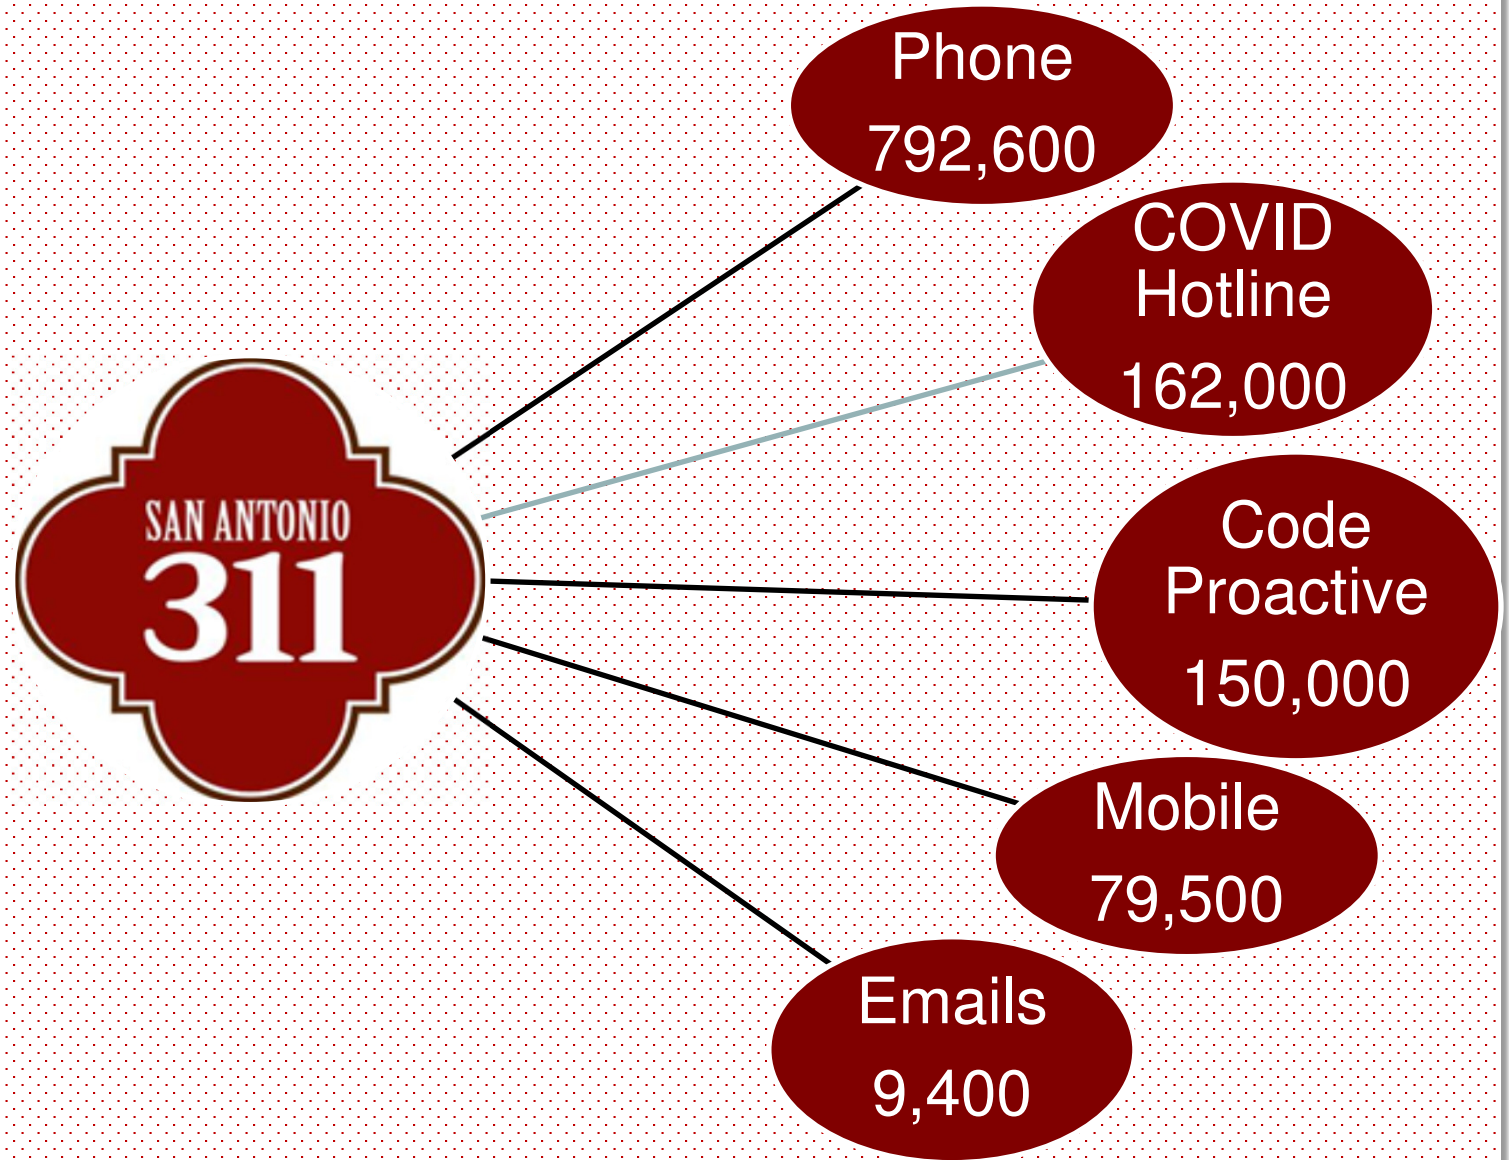 Phone
792,600
COVID
Hotline
162,000
SAN ANTONIO
311
Code
Proactive
150,000
Mobile
79,500
Emails
9,400